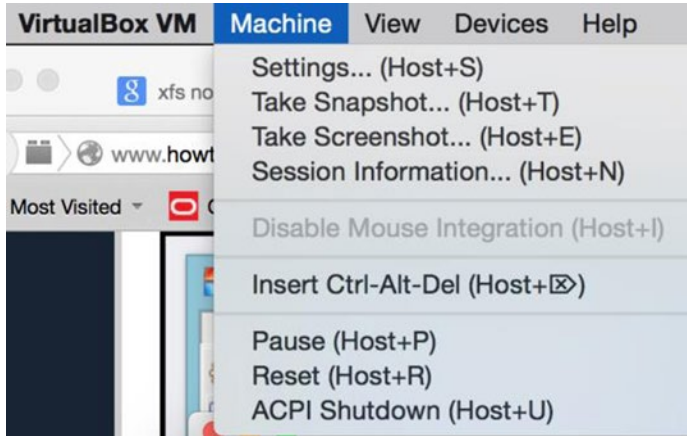 VirtualBox VM Machine View Devices Help
Settings... (Host+S)
xfs no
Take Snapshot... (Host+T)
Take Screenshot... (Host+E)
www.howt
Session Information... (Host+N)
Most Visited
Disable Mouse Integration (Host+I)
Insert Ctrl-Alt-Del (Host+⌦)
Pause (Host+P)
Reset (Host+R)
ACPI Shutdown (Host+U)